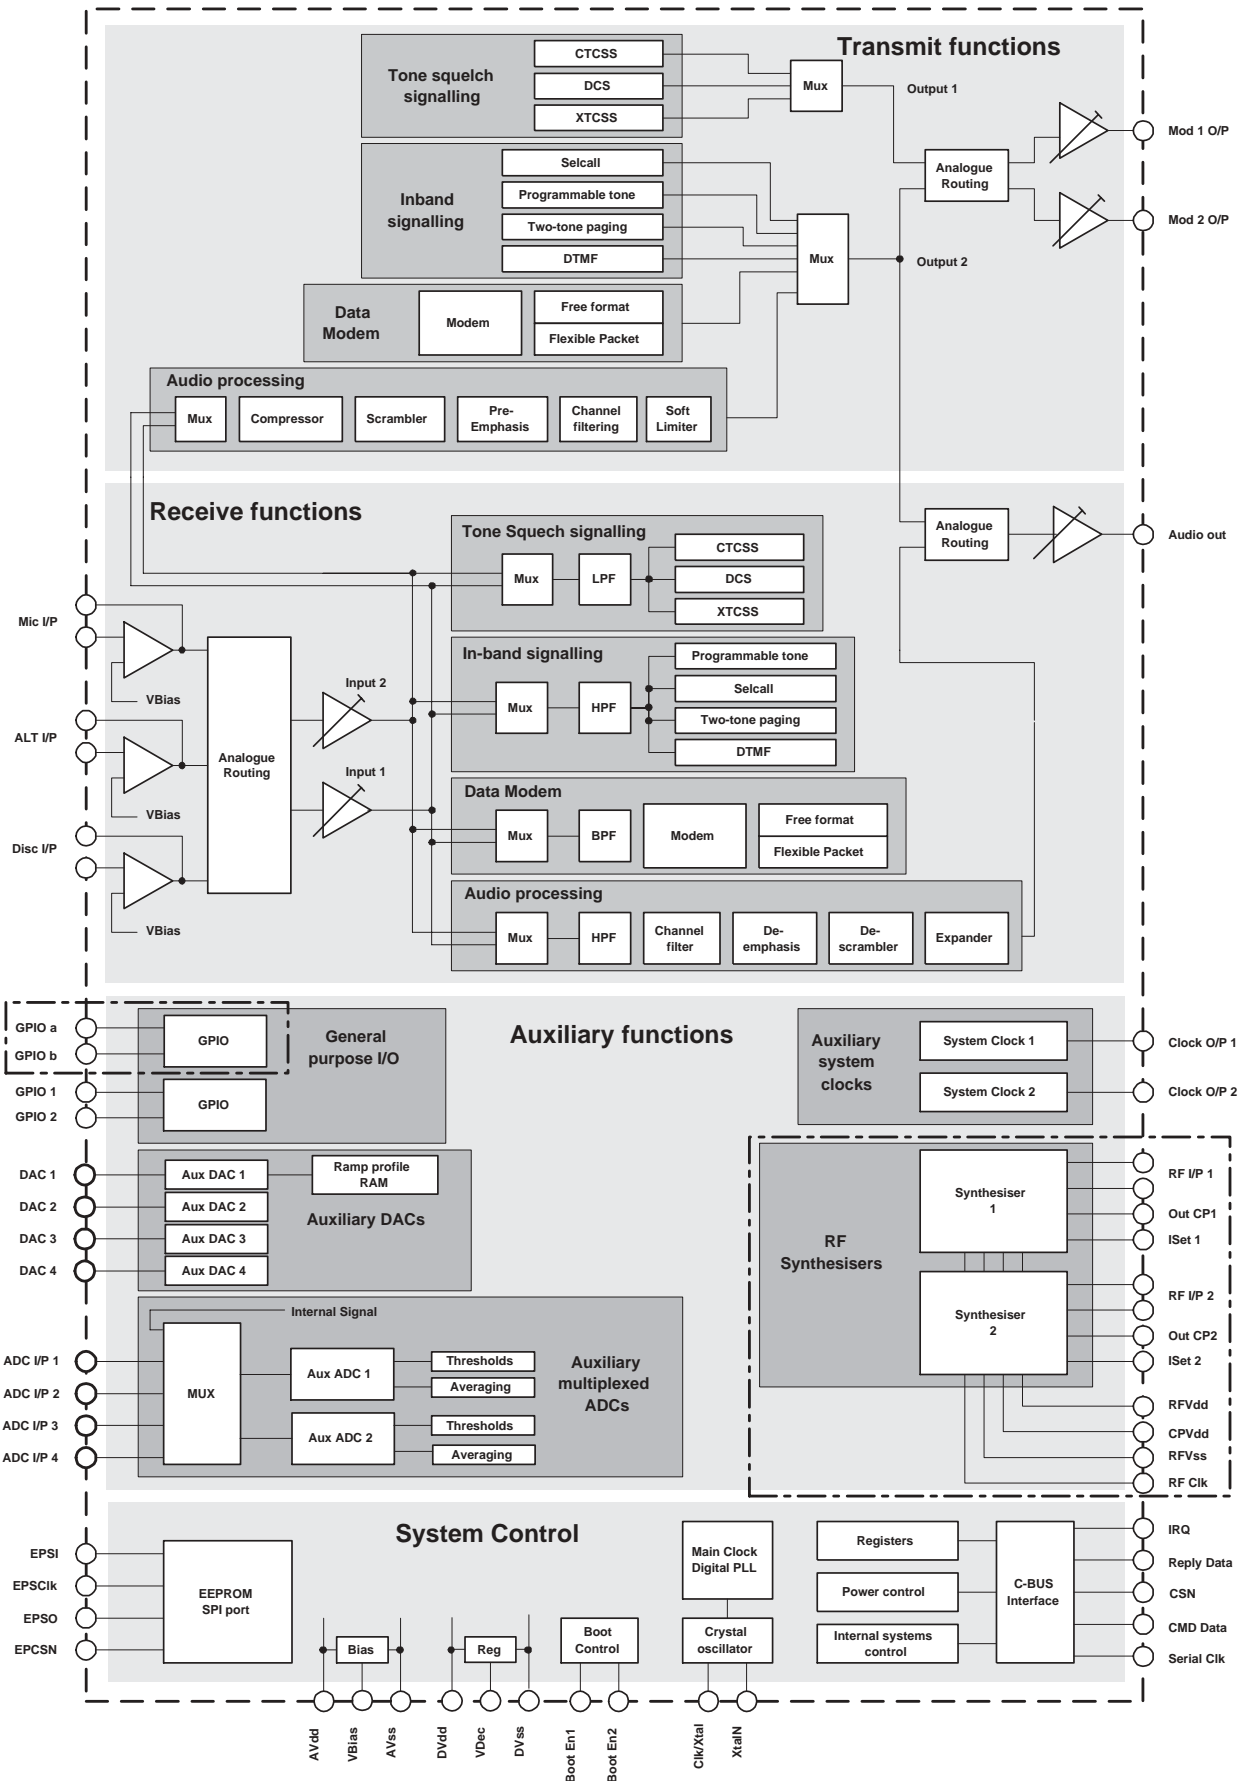 Transmit functions
Tone squelch
signalling
CTCSS
DCS
XTCSS
Mux
Output 1
Mod 1 O/P
Inband
signalling
Selcall
Programmable tone
Two-tone paging
DTMF
Mux
Output 2
Analogue
Routing
Mod 2 O/P
Data
Modem
Modem
Free format
Flexible Packet
Audio processing
Mux
Compressor
Scrambler
Pre-
Emphasis
Channel
filtering
Soft
Limiter
Receive functions
Tone Squech signalling
Mux
LPF
CTCSS
DCS
XTCSS
Analogue
Routing
Audio out
Mic I/P
VBias
ALT I/P
VBias
Disc I/P
VBias
Analogue
Routing
Input 2
Input 1
In-band signalling
Mux
HPF
Programmable tone
Selcall
Two-tone paging
DTMF
Data Modem
Mux
BPF
Modem
Free format
Flexible Packet
Audio processing
Mux
HPF
Channel
filter
De-
emphasis
De-
scrambler
Expander
Auxiliary functions
GPIO a
GPIO b
GPIO
General
purpose I/O
GPIO 1
GPIO 2
GPIO
Auxiliary
system
clocks
System Clock 1
System Clock 2
Clock O/P 1
Clock O/P 2
DAC 1
DAC 2
DAC 3
DAC 4
Aux DAC 1
Aux DAC 2
Aux DAC 3
Aux DAC 4
Ramp profile
RAM
Auxiliary DACs
RF
Synthesisers
Synthesiser
1
Synthesiser
2
RF I/P 1
Out CP1
ISet 1
RF I/P 2
Out CP2
ISet 2
RFVdd
CPVdd
RFVss
RF Clk
Internal Signal
ADC I/P 1
ADC I/P 2
ADC I/P 3
ADC I/P 4
MUX
Aux ADC 1
Aux ADC 2
Thresholds
Averaging
Thresholds
Averaging
Auxiliary
multiplexed
ADCs
System Control
EPSI
EPSClk
EPSO
EPCSN
EEPROM
SPI port
Bias
Reg
Boot
Control
Main Clock
Digital PLL
Crystal
oscillator
Registers
Power control
Internal systems
control
C-BUS
Interface
IRQ
Reply Data
CSN
CMD Data
Serial Clk
AVdd
VBias
AVss
DVdd
VDec
DVss
Boot En1
Boot En2
Clk/Xtal
XtalN